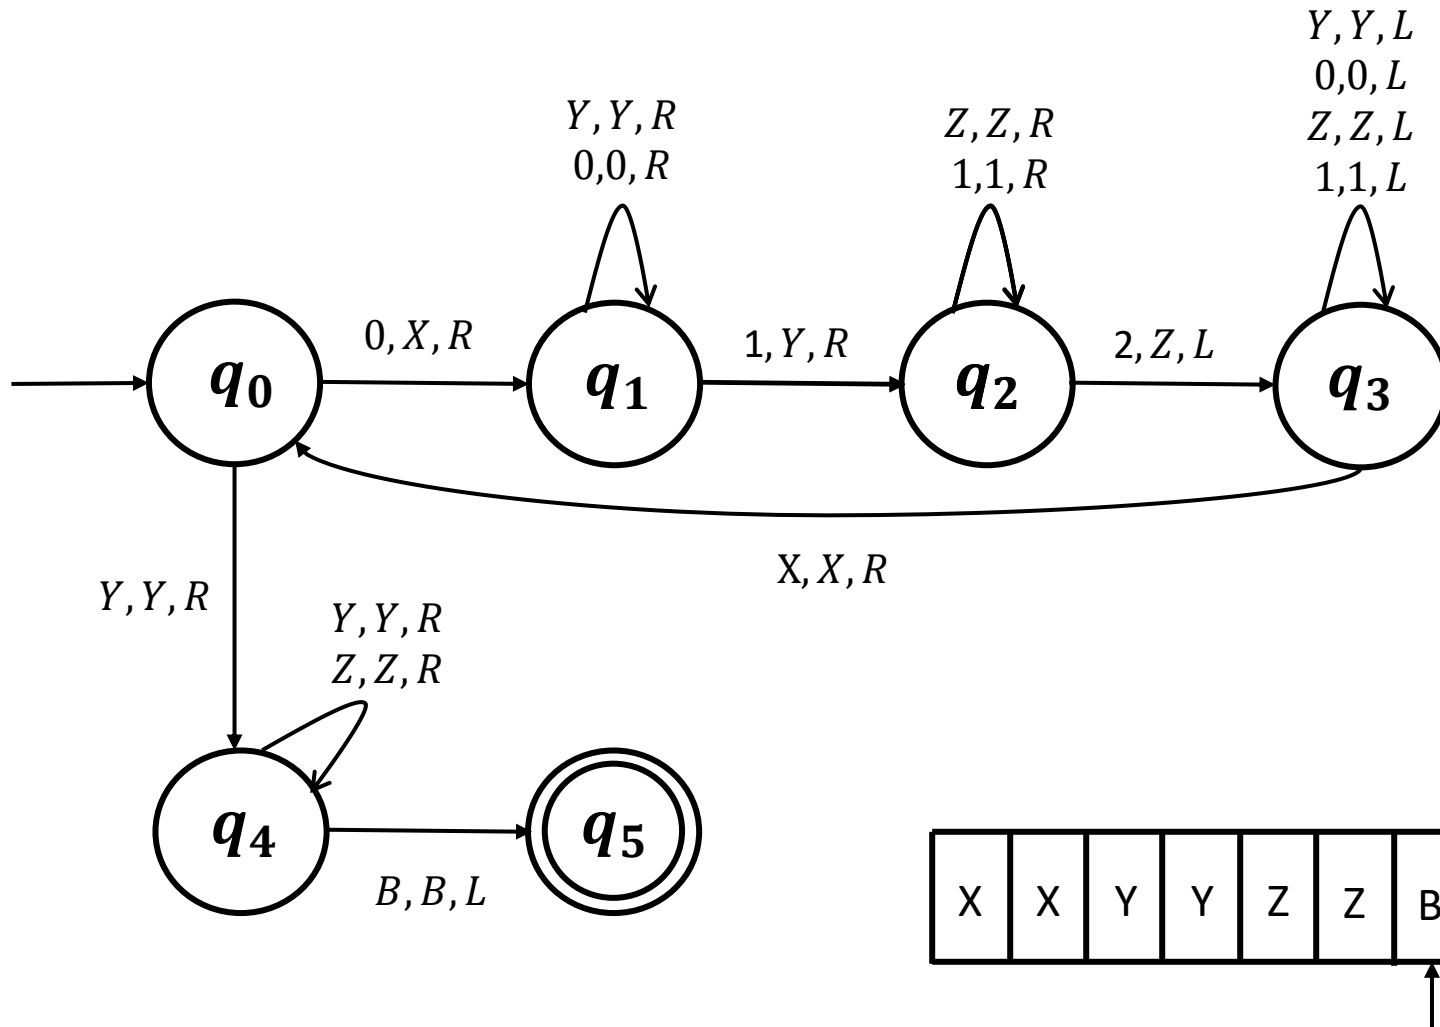 Y, Y, L
0,0, L
Z, Z, L
1,1, L
Y, Y, R
0,0, R
Z, Z, R
1,1, R
q0
0, X, R
q1
1, Y, R
q2
2, Z, L
q3
X, X, R
Y, Y, R
Y, Y, R
Z, Z, R
q4
B, B, L
q5
X X Y Y Z Z B